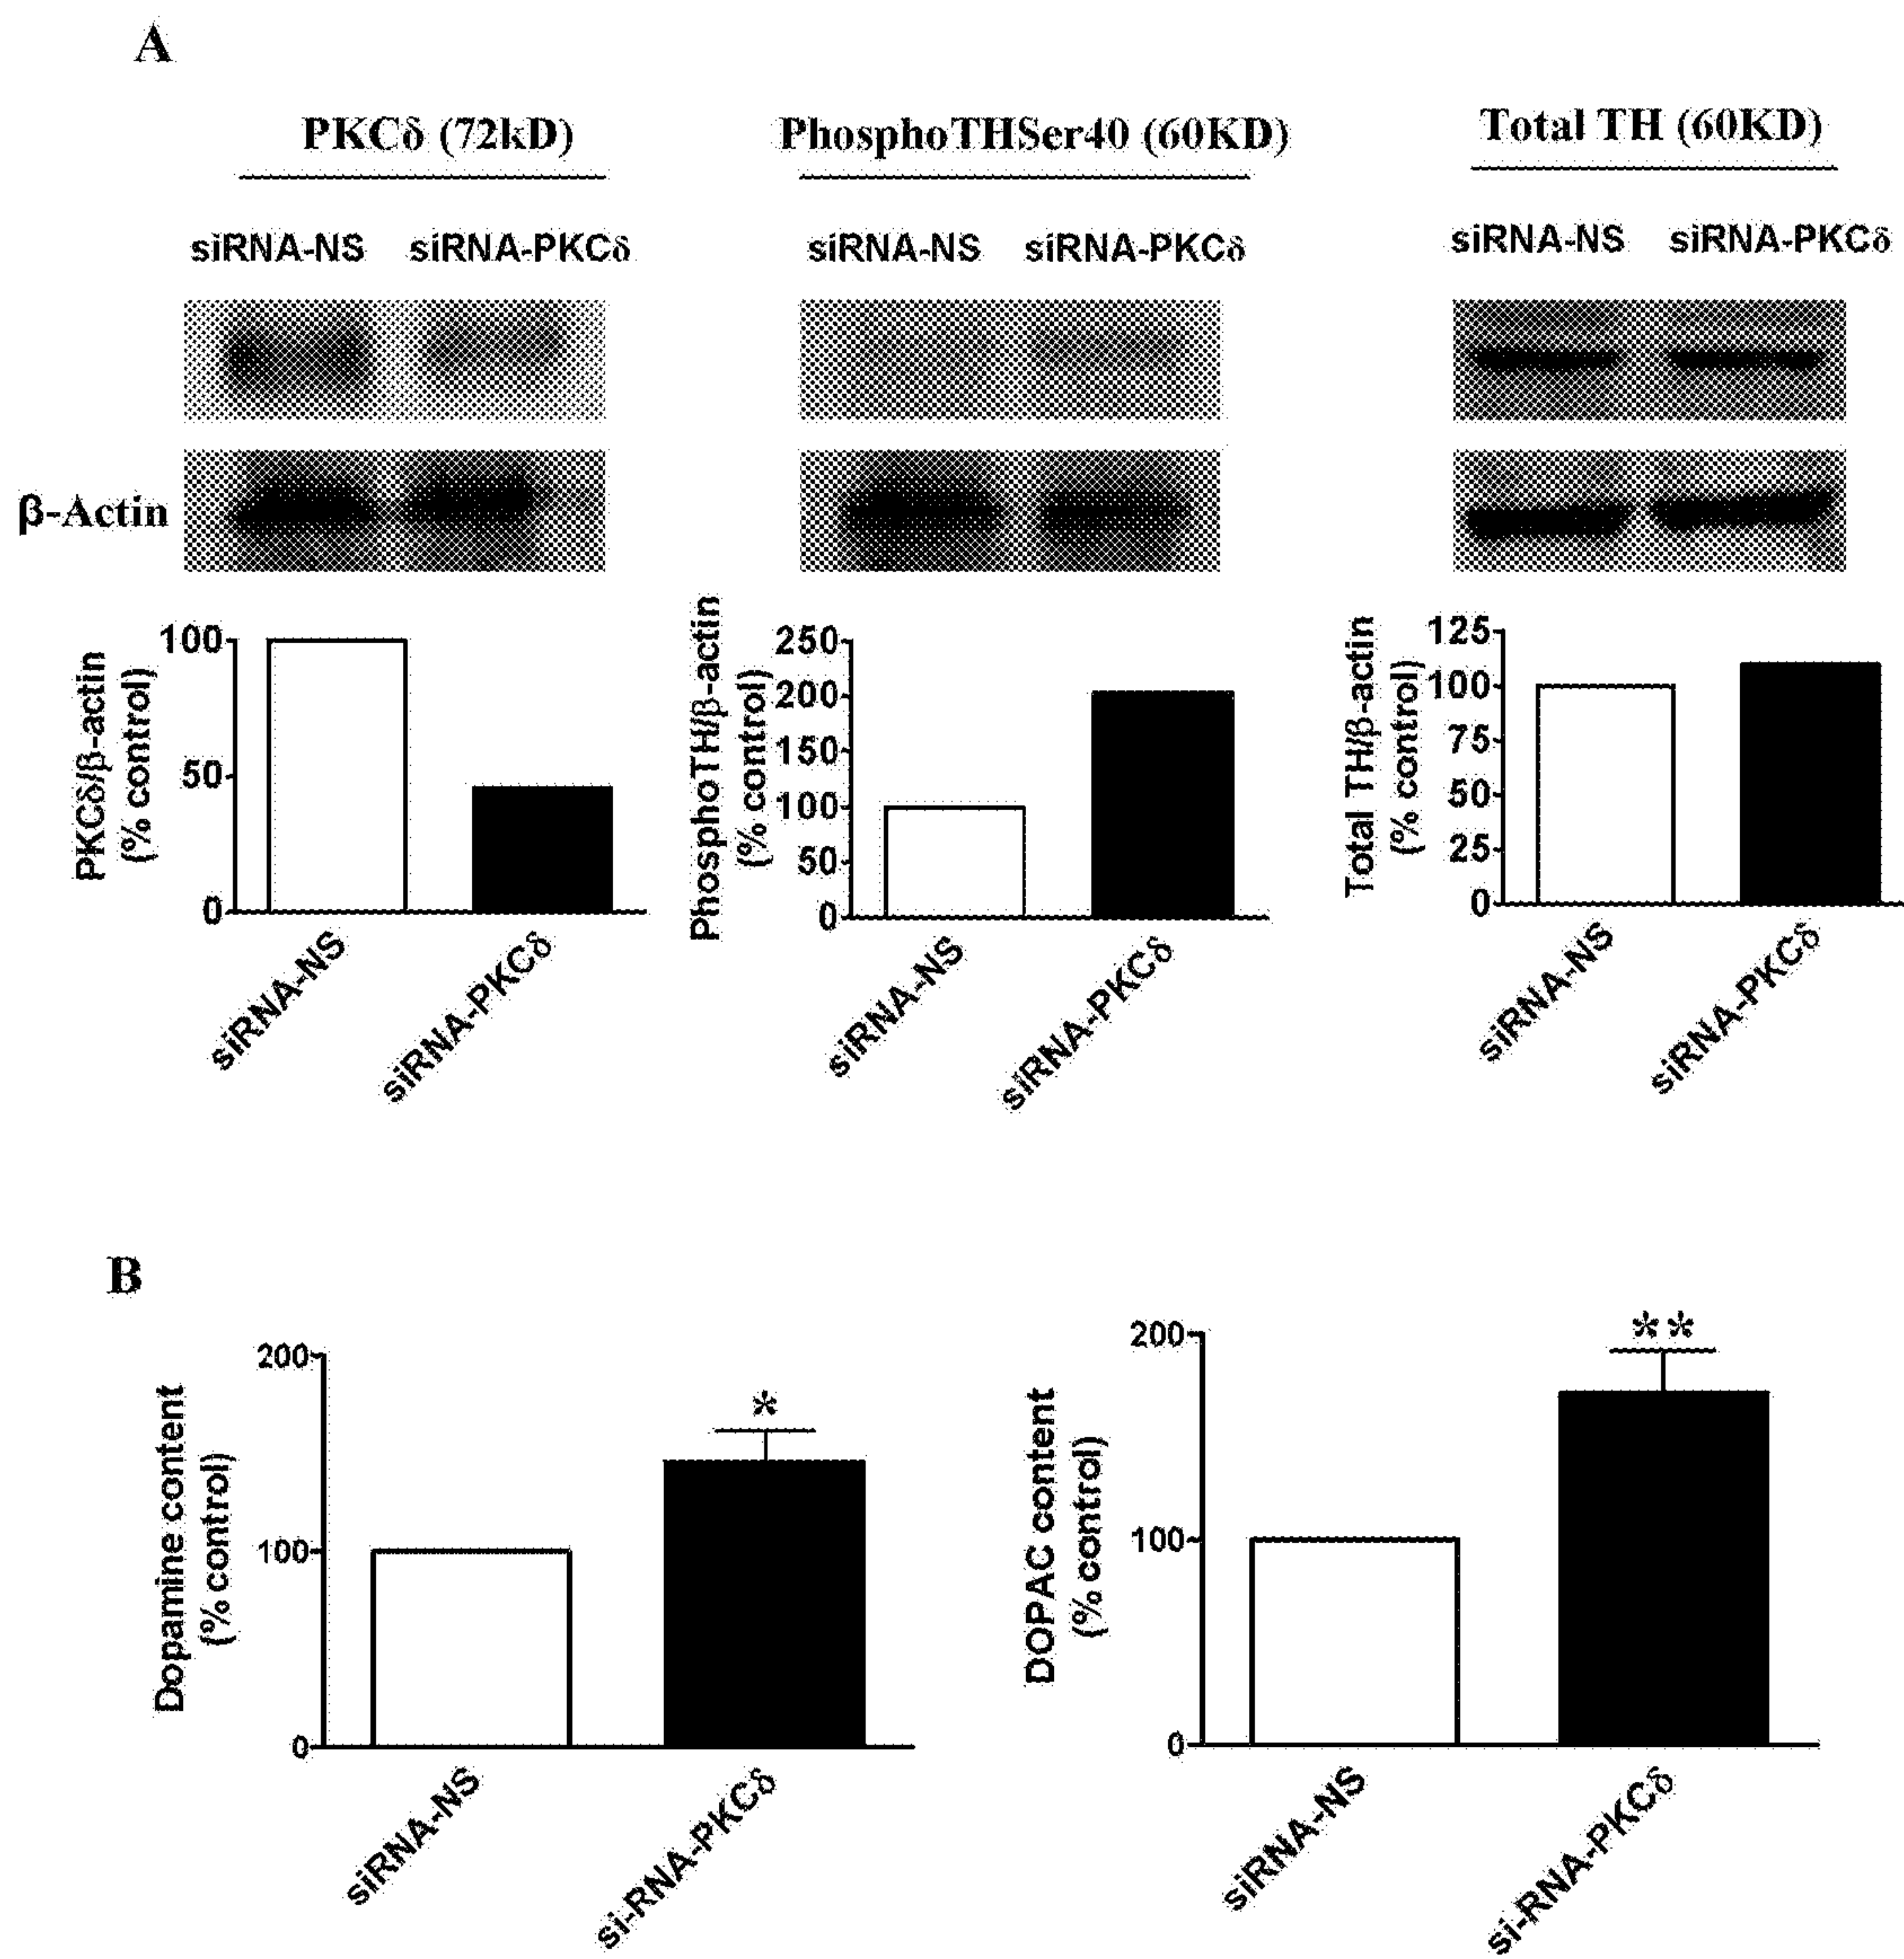 A
PKCδ (72kD)
PhosphoTHSer40 (60KD)
Total TH (60KD)
siRNA-NS siRNA-PKCδ
siRNA-NS siRNA-PKCδ
siRNA-NS siRNA-PKCδ
β-Actin
PKCδ/β-actin
(% control)
100
50
0
siRNA-NS
siRNA-PKCδ
PhosphoTH/β-actin
(% control)
250
200
150
100
50
0
siRNA-NS
siRNA-PKCδ
Total TH/β-actin
(% control)
125
100
75
50
25
0
siRNA-NS
siRNA-PKCδ
B
Dopamine content
(% control)
200
100
0
*
siRNA-NS
si-RNA-PKCδ
DOPAC content
(% control)
200
100
0
**
siRNA-NS
si-RNA-PKCδ